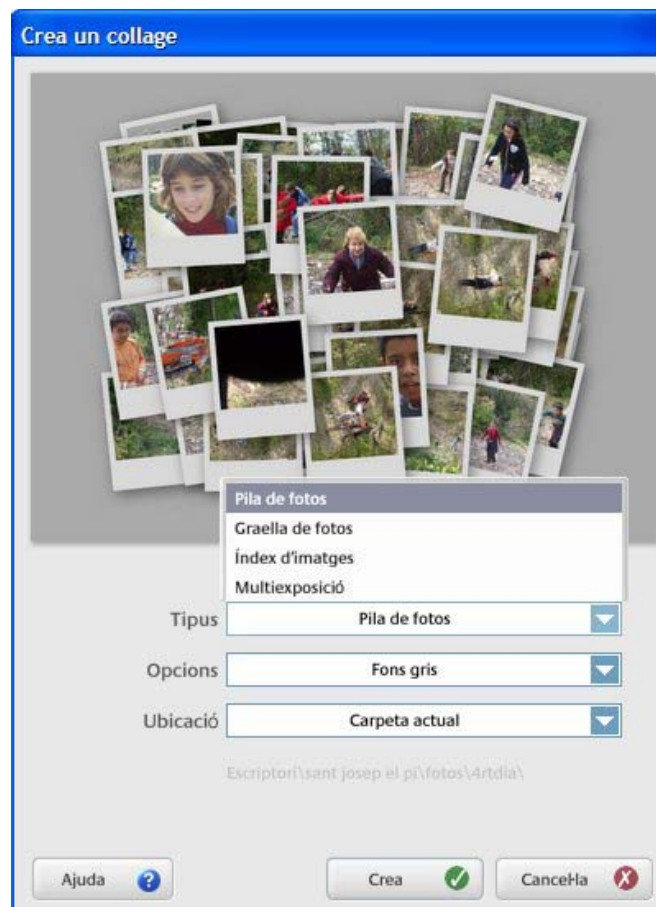 Crea un collage
Pila de fotos
Graella de fotos
Índex d'imatges
Multiexposició
Tipus Pila de fotos
Opcions Fons gris
Ubicació Carpeta actual
Escriptori\sant josep el pi\fotos\4rtdia\
Ajuda ? Crea Cancel·la